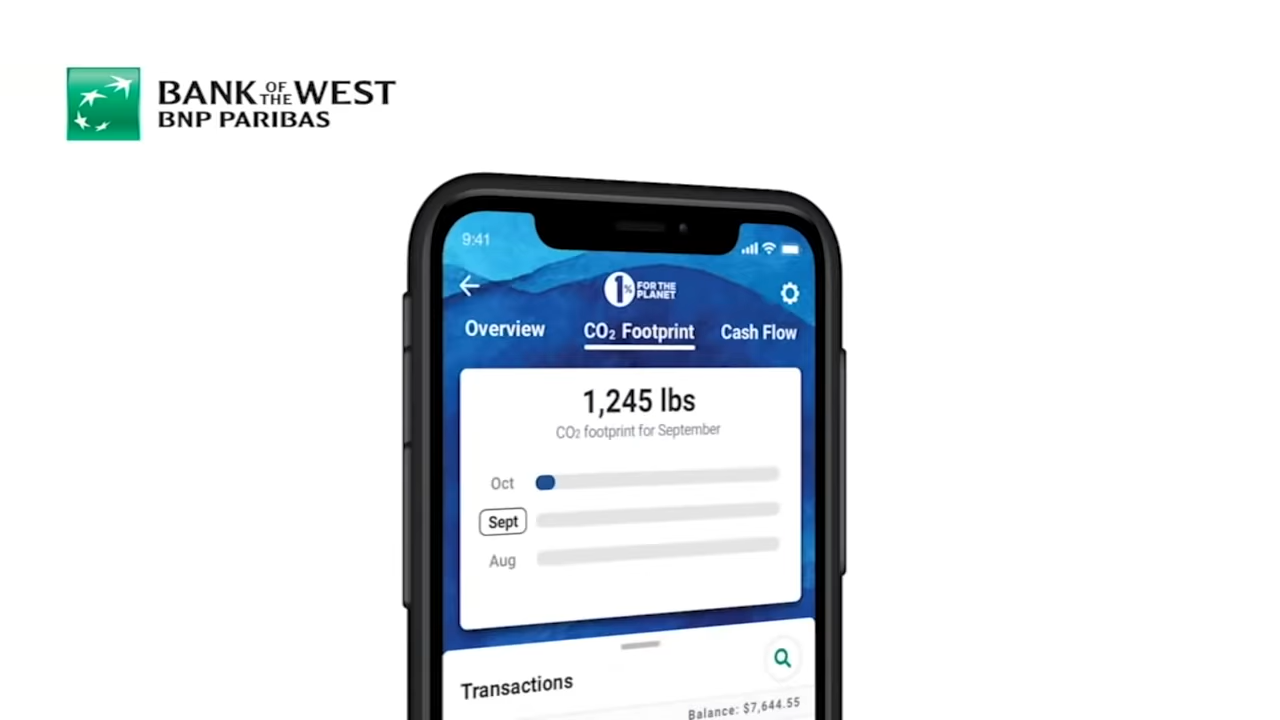 BANK OF THE WEST
BNP PARIBAS
9:41
1% FOR THE PLANET
Overview CO₂ Footprint Cash Flow
1,245 lbs
CO₂ footprint for September
Oct
Sept
Aug
Transactions
Balance: $7,644.55